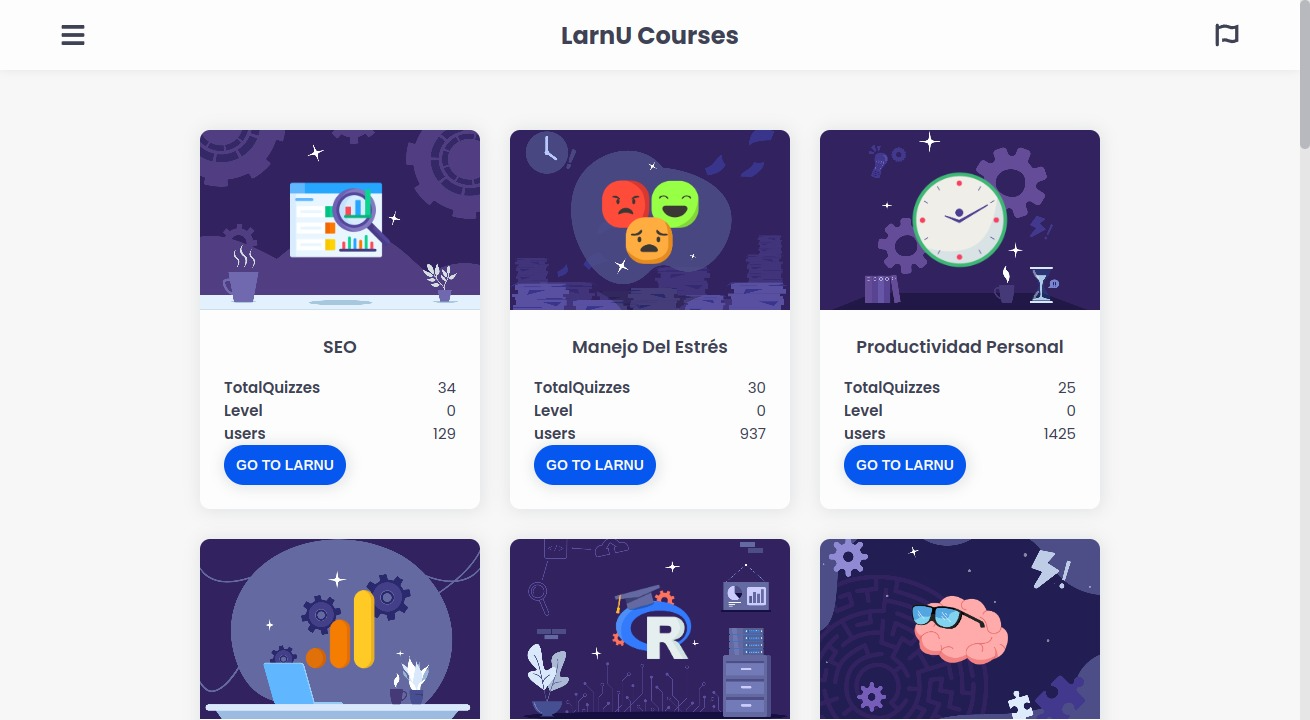 LarnU Courses
SEO
TotalQuizzes 34
Level 0
users 129
GO TO LARNU
Manejo Del Estrés
TotalQuizzes 30
Level 0
users 937
GO TO LARNU
Productividad Personal
TotalQuizzes 25
Level 0
users 1425
GO TO LARNU
R